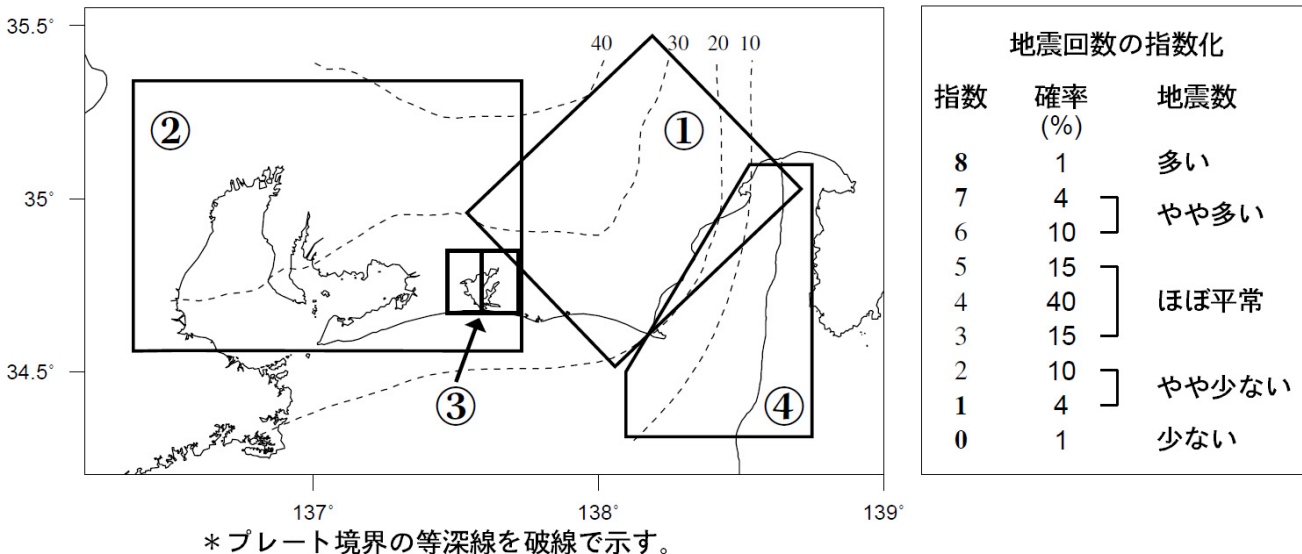 35.5˚
35˚
34.5˚
137˚
138˚
139˚
40
30
20
10
①
②
③
④
＊プレート境界の等深線を破線で示す。
地震回数の指数化
指数 確率 地震数
(%)
8 1 多い
7 4 やや多い
6 10
5 15
4 40 ほぼ平常
3 15
2 10 やや少ない
1 4
0 1 少ない